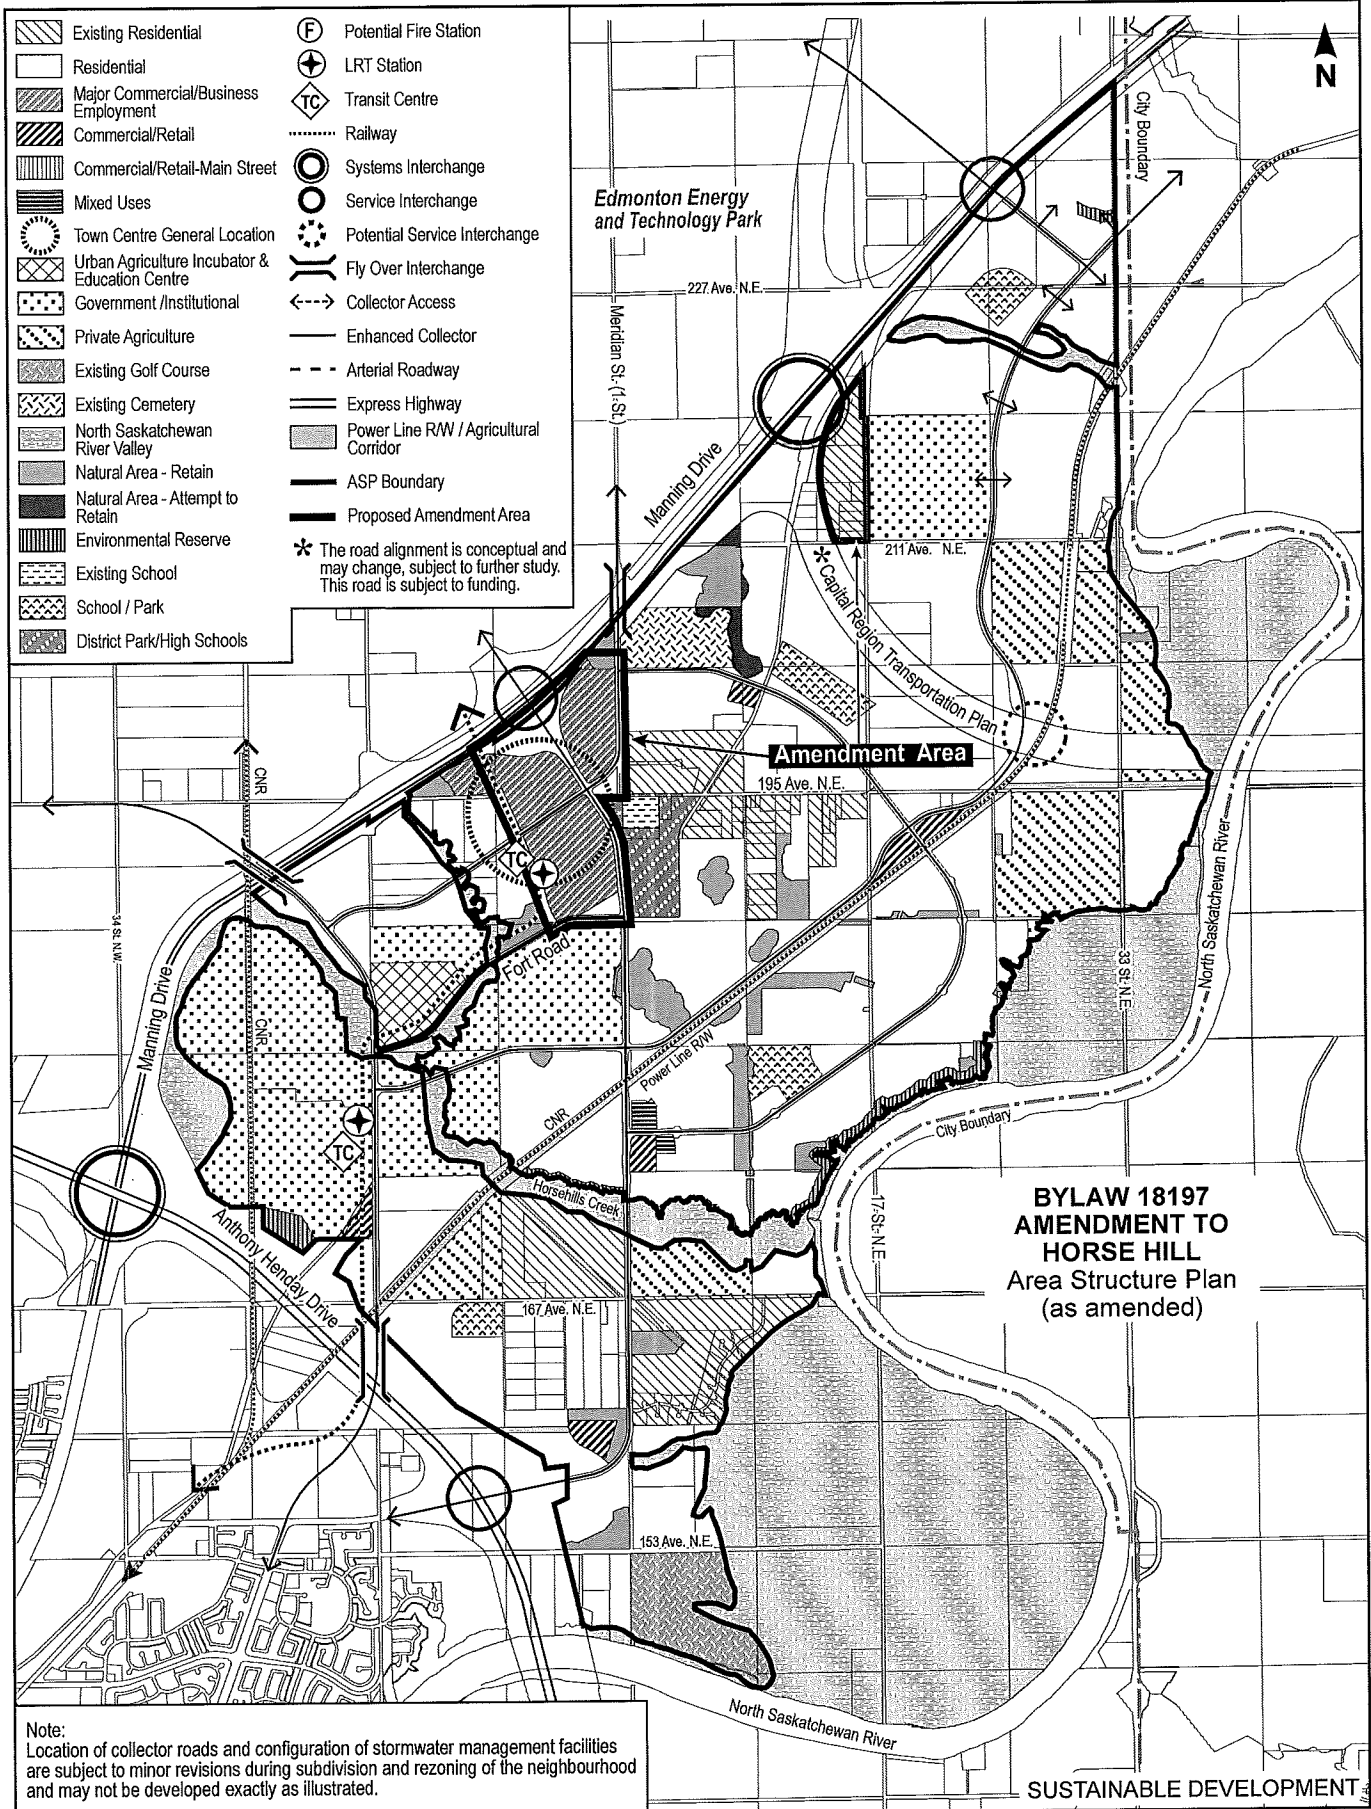 Existing Residential
Residential
Major Commercial/Business
Employment
Commercial/Retail
Commercial/Retail-Main Street
Mixed Uses
Town Centre General Location
Urban Agriculture Incubator &
Education Centre
Government /Institutional
Private Agriculture
Existing Golf Course
Existing Cemetery
North Saskatchewan
River Valley
Natural Area - Retain
Natural Area - Attempt to
Retain
Environmental Reserve
Existing School
School / Park
District Park/High Schools
F Potential Fire Station
LRT Station
TC Transit Centre
Railway
Systems Interchange
Service Interchange
Potential Service Interchange
Fly Over Interchange
Collector Access
Enhanced Collector
Arterial Roadway
Express Highway
Power Line R/W / Agricultural
Corridor
ASP Boundary
Proposed Amendment Area
* The road alignment is conceptual and
may change, subject to further study.
This road is subject to funding.
N
City Boundary
Edmonton Energy
and Technology Park
227 Ave. N.E.
Meridian St. (1 St.)
Manning Drive
211 Ave. N.E.
*
Capital Region Transportation Plan
Amendment Area
195 Ave. N.E.
CNR
TC
34 St. N.W.
Fort Road
North Saskatchewan River
33 St. N.E.
Manning Drive
CNR
Power Line R/W
CNR
City Boundary
TC
Horsehills Creek
17 St. N.E.
Anthony Henday Drive
167 Ave. N.E.
BYLAW 18197
AMENDMENT TO
HORSE HILL
Area Structure Plan
(as amended)
153 Ave. N.E.
North Saskatchewan River
Note:
Location of collector roads and configuration of stormwater management facilities
are subject to minor revisions during subdivision and rezoning of the neighbourhood
and may not be developed exactly as illustrated.
SUSTAINABLE DEVELOPMENT